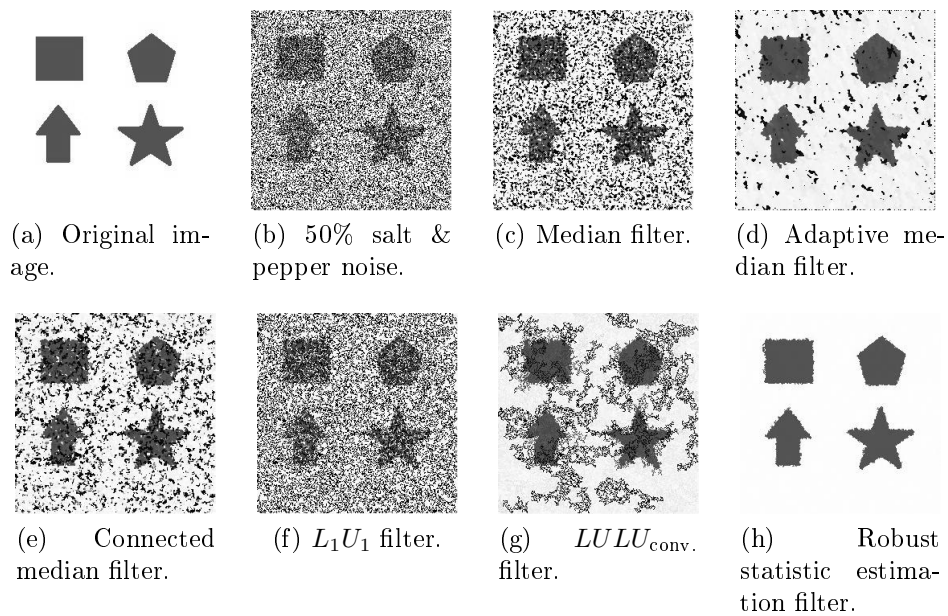 (a) Original im-
age.
(b) 50% salt &
pepper noise.
(c) Median filter.
(d) Adaptive me-
dian filter.
(e) Connected
median filter.
(f) L₁U₁ filter.
(g) LULU_conv.
filter.
(h) Robust
statistic estima-
tion filter.